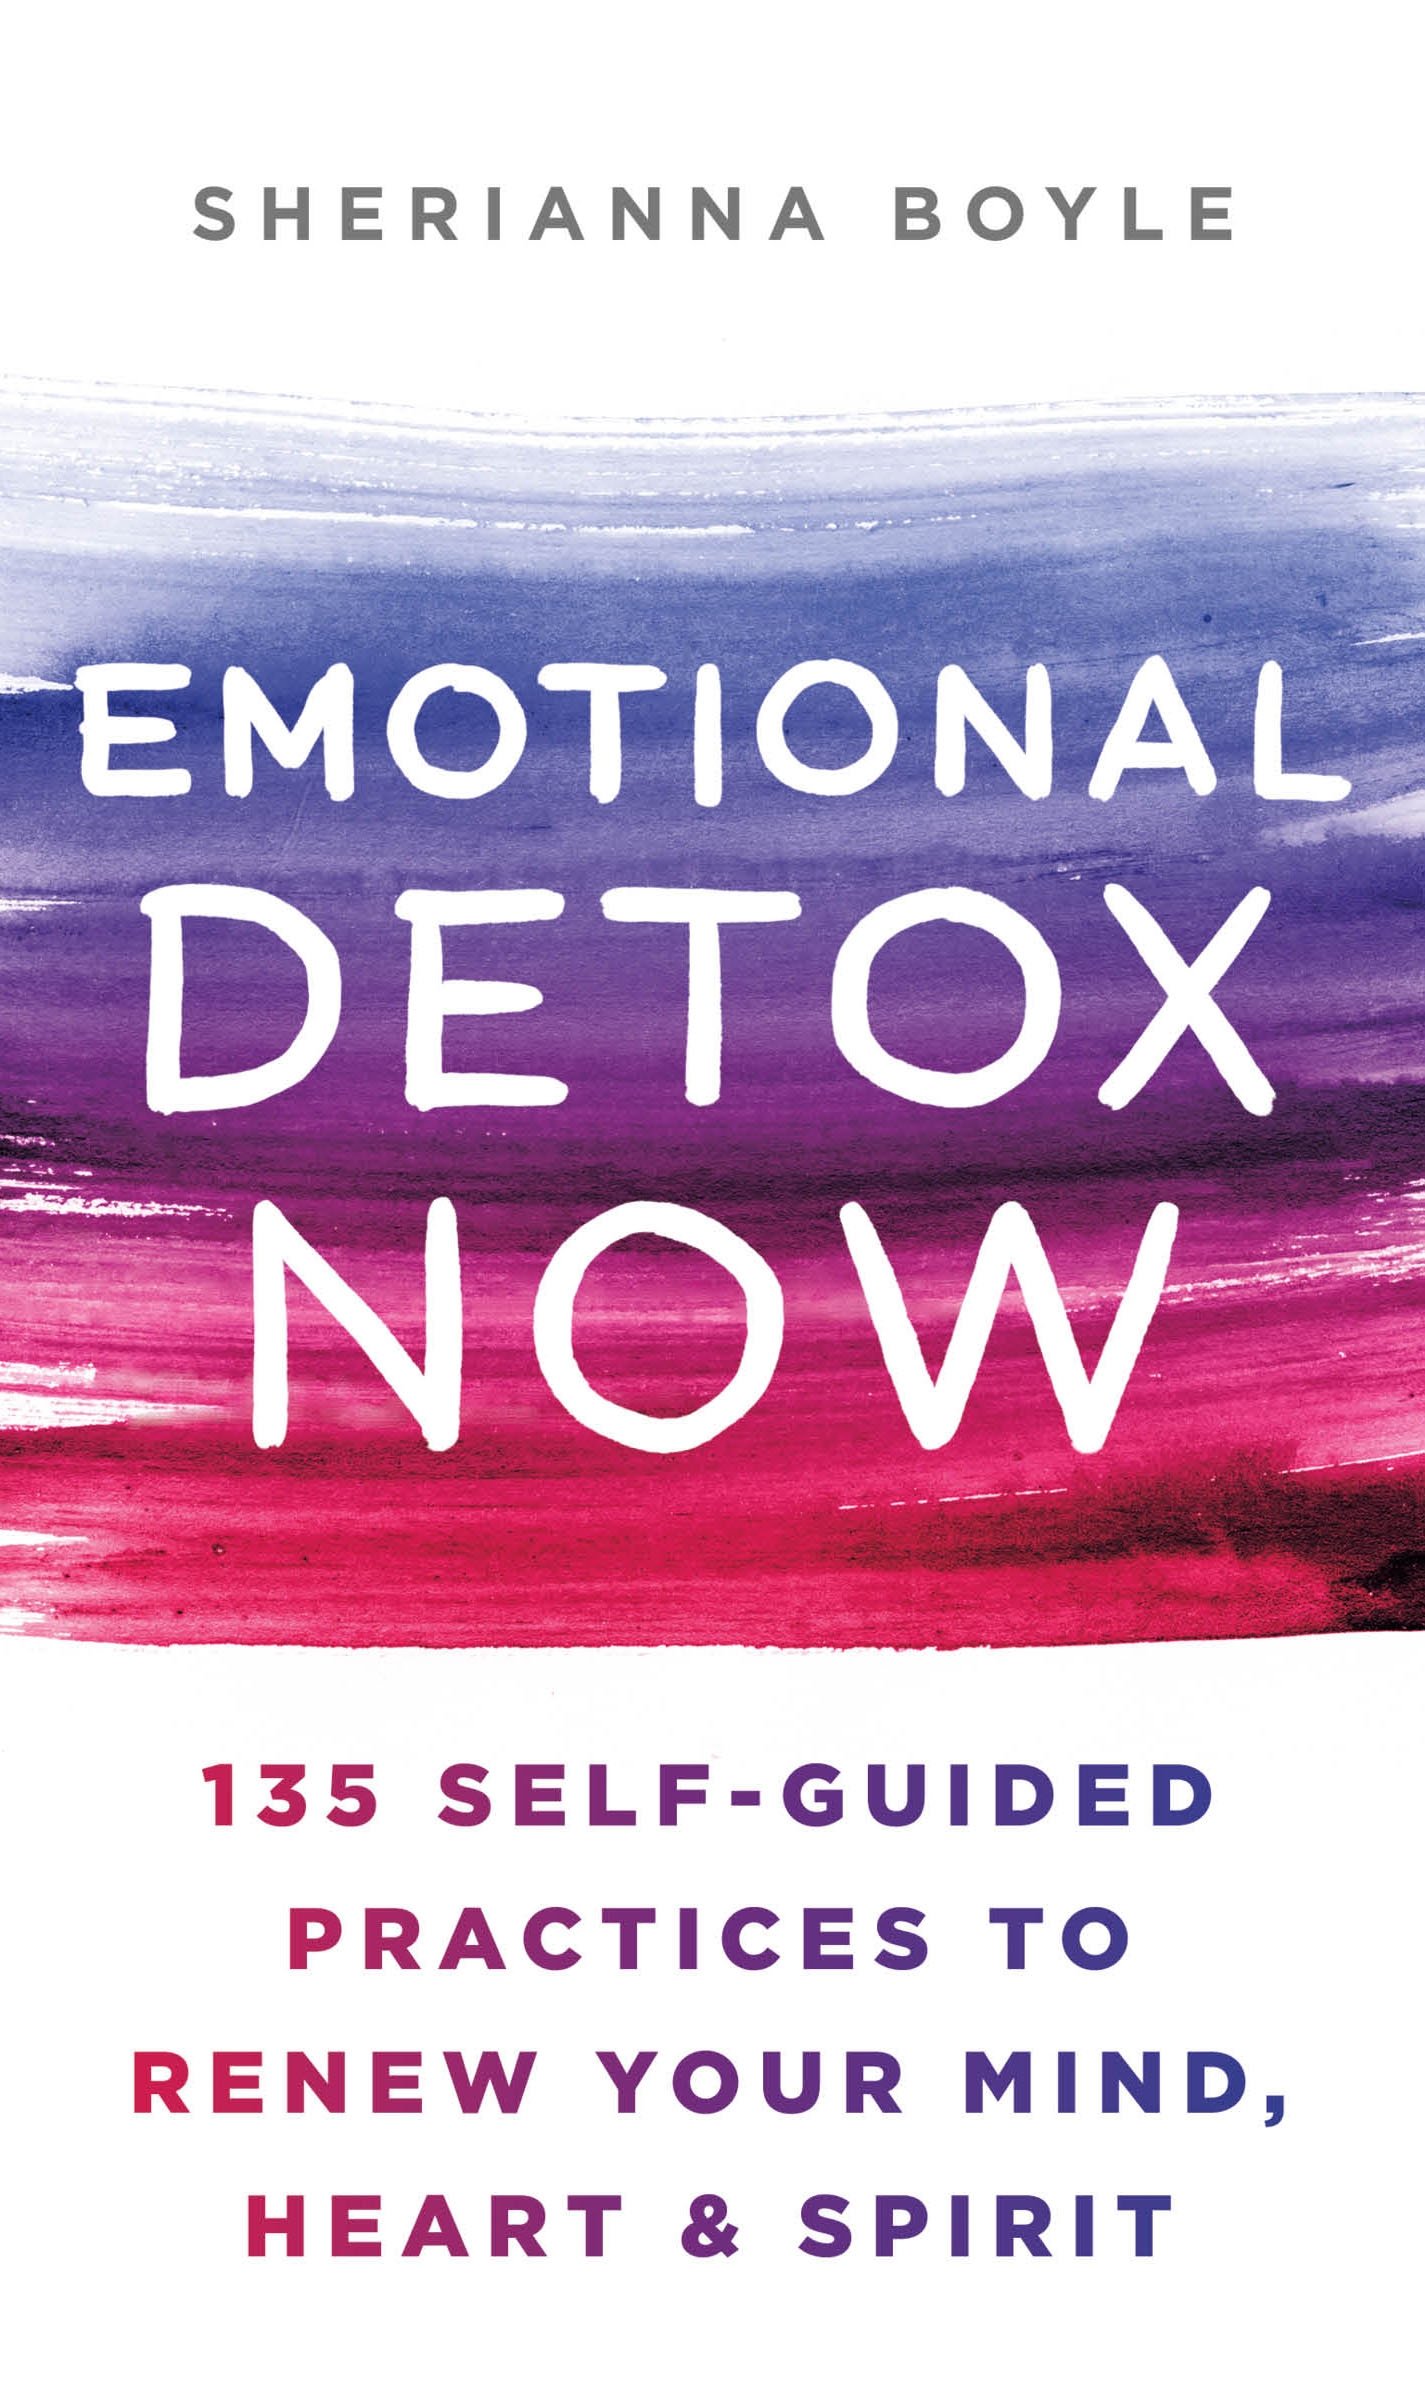 SHERIANNA BOYLE
EMOTIONAL
DETOX
NOW
135 SELF-GUIDED
PRACTICES TO
RENEW YOUR MIND,
HEART & SPIRIT